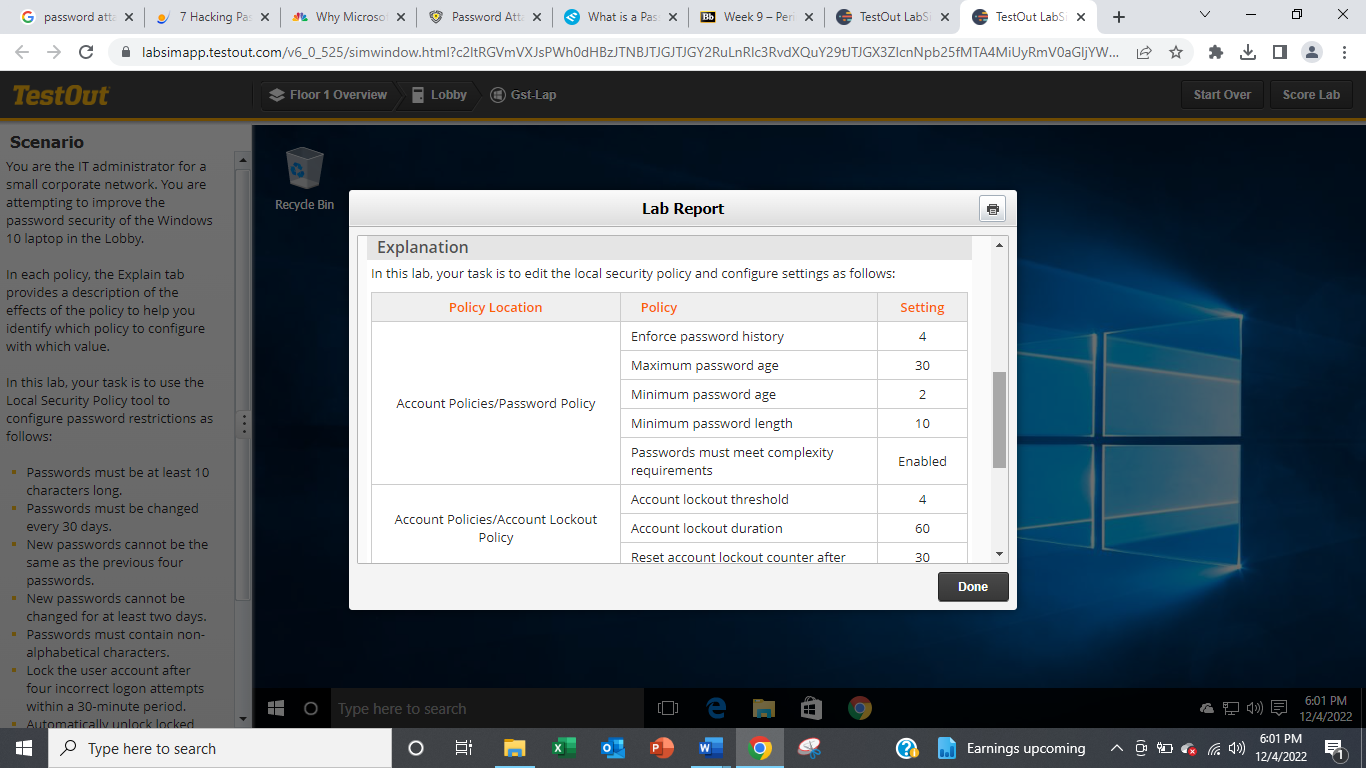 password atta
7 Hacking Pas
Why Microsof
Password Atta
What is a Pass
Bb Week 9 – Peri
TestOut LabSi
TestOut LabSi
labsimapp.testout.com/v6_0_525/simwindow.html?
TestOut
Floor 1 Overview
Lobby
Gst-Lap
Start Over
Score Lab
Scenario
You are the IT administrator for a
small corporate network. You are
attempting to improve the
password security of the Windows
10 laptop in the Lobby.
In each policy, the Explain tab
provides a description of the
effects of the policy to help you
identify which policy to configure
with which value.
In this lab, your task is to use the
Local Security Policy tool to
configure password restrictions as
follows:
Passwords must be at least 10
characters long.
Passwords must be changed
every 30 days.
New passwords cannot be the
same as the previous four
passwords.
New passwords cannot be
changed for at least two days.
Passwords must contain non-
alphabetical characters.
Lock the user account after
four incorrect logon attempts
within a 30-minute period.
Automatically unlock locked
Recycle Bin
Lab Report
Explanation
In this lab, your task is to edit the local security policy and configure settings as follows:
Policy Location Policy Setting
Account Policies/Password Policy
Enforce password history 4
Maximum password age 30
Minimum password age 2
Minimum password length 10
Passwords must meet complexity
requirements Enabled
Account Policies/Account Lockout
Policy
Account lockout threshold 4
Account lockout duration 60
Reset account lockout counter after 30
Done
Type here to search
6:01 PM
12/4/2022
Type here to search
Earnings upcoming
6:01 PM
12/4/2022
1